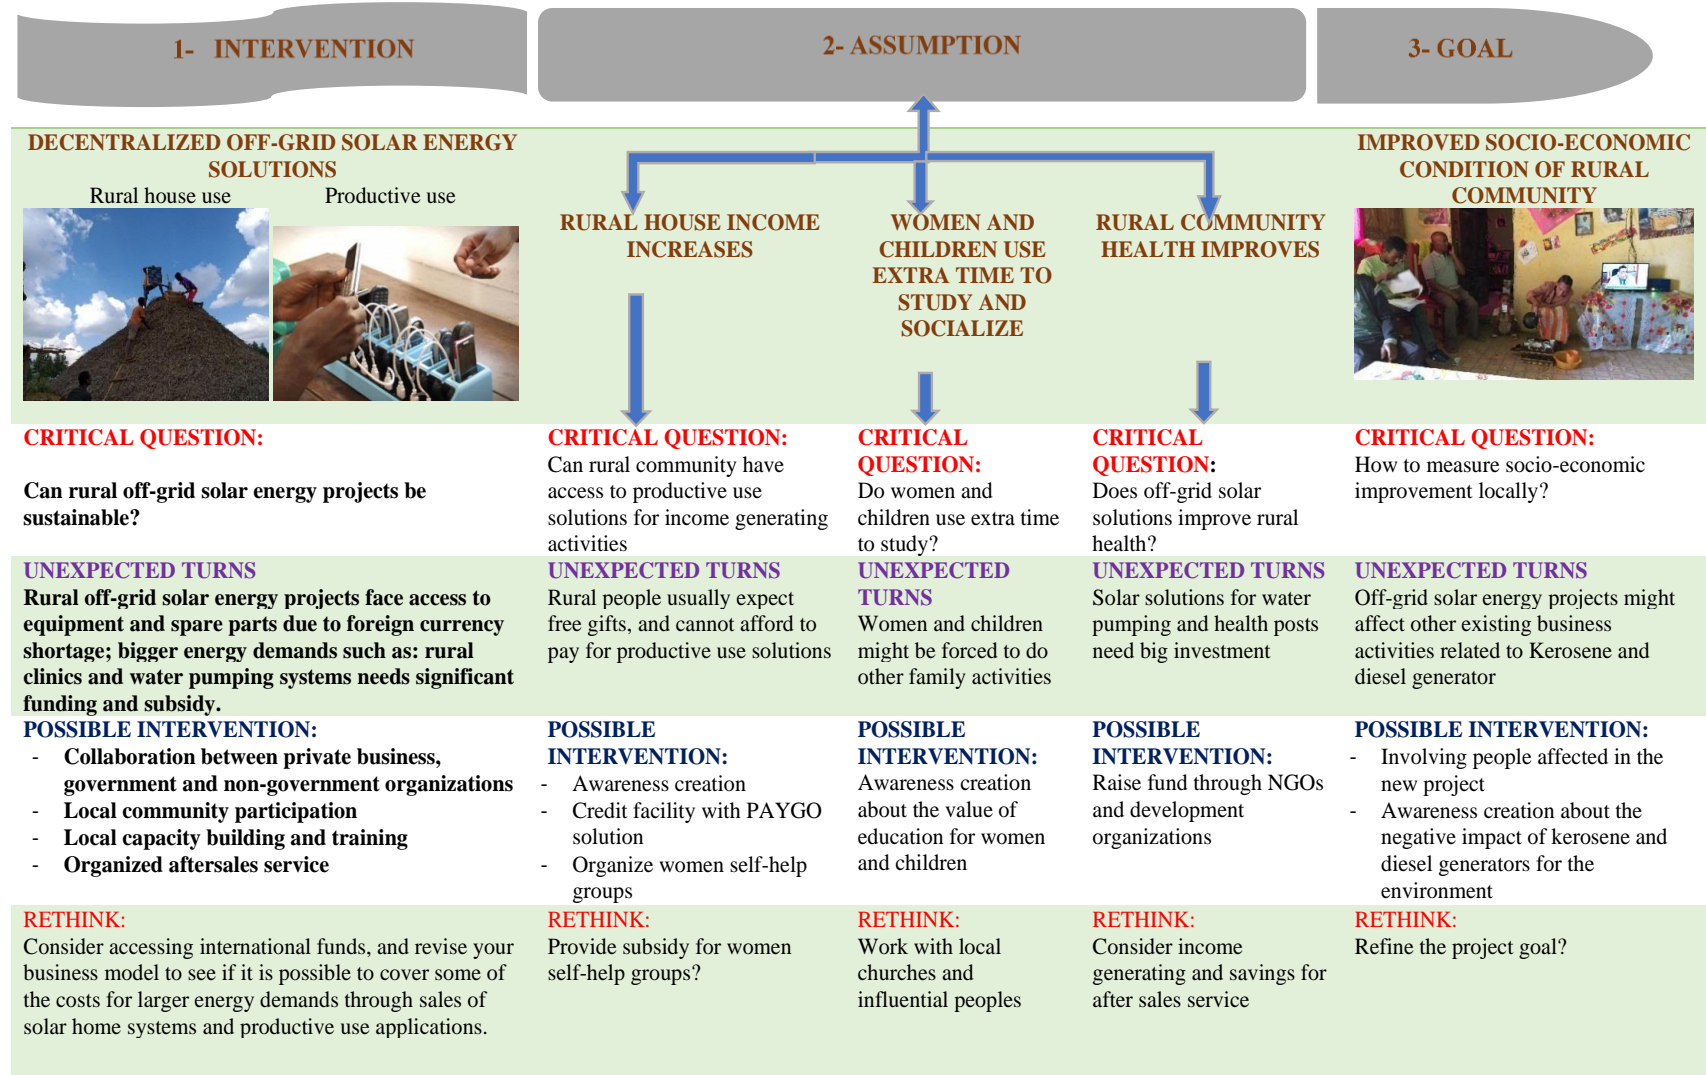 1- INTERVENTION
2- ASSUMPTION
3- GOAL
DECENTRALIZED OFF-GRID SOLAR ENERGY
SOLUTIONS
Rural house use
Productive use
RURAL HOUSE INCOME
INCREASES
WOMEN AND
CHILDREN USE
EXTRA TIME TO
STUDY AND
SOCIALIZE
RURAL COMMUNITY
HEALTH IMPROVES
IMPROVED SOCIO-ECONOMIC
CONDITION OF RURAL
COMMUNITY
CRITICAL QUESTION:
Can rural off-grid solar energy projects be
sustainable?
CRITICAL QUESTION:
Can rural community have
access to productive use
solutions for income generating
activities
CRITICAL
QUESTION:
Do women and
children use extra time
to study?
CRITICAL
QUESTION:
Does off-grid solar
solutions improve rural
health?
CRITICAL QUESTION:
How to measure socio-economic
improvement locally?
UNEXPECTED TURNS
Rural off-grid solar energy projects face access to
equipment and spare parts due to foreign currency
shortage; bigger energy demands such as: rural
clinics and water pumping systems needs significant
funding and subsidy.
UNEXPECTED TURNS
Rural people usually expect
free gifts, and cannot afford to
pay for productive use solutions
UNEXPECTED
TURNS
Women and children
might be forced to do
other family activities
UNEXPECTED TURNS
Solar solutions for water
pumping and health posts
need big investment
UNEXPECTED TURNS
Off-grid solar energy projects might
affect other existing business
activities related to Kerosene and
diesel generator
POSSIBLE INTERVENTION:
- Collaboration between private business,
government and non-government organizations
- Local community participation
- Local capacity building and training
- Organized aftersales service
POSSIBLE
INTERVENTION:
- Awareness creation
- Credit facility with PAYGO
solution
- Organize women self-help
groups
POSSIBLE
INTERVENTION:
Awareness creation
about the value of
education for women
and children
POSSIBLE
INTERVENTION:
Raise fund through NGOs
and development
organizations
POSSIBLE INTERVENTION:
- Involving people affected in the
new project
- Awareness creation about the
negative impact of kerosene and
diesel generators for the
environment
RETHINK:
Consider accessing international funds, and revise your
business model to see if it is possible to cover some of
the costs for larger energy demands through sales of
solar home systems and productive use applications.
RETHINK:
Provide subsidy for women
self-help groups?
RETHINK:
Work with local
churches and
influential peoples
RETHINK:
Consider income
generating and savings for
after sales service
RETHINK:
Refine the project goal?